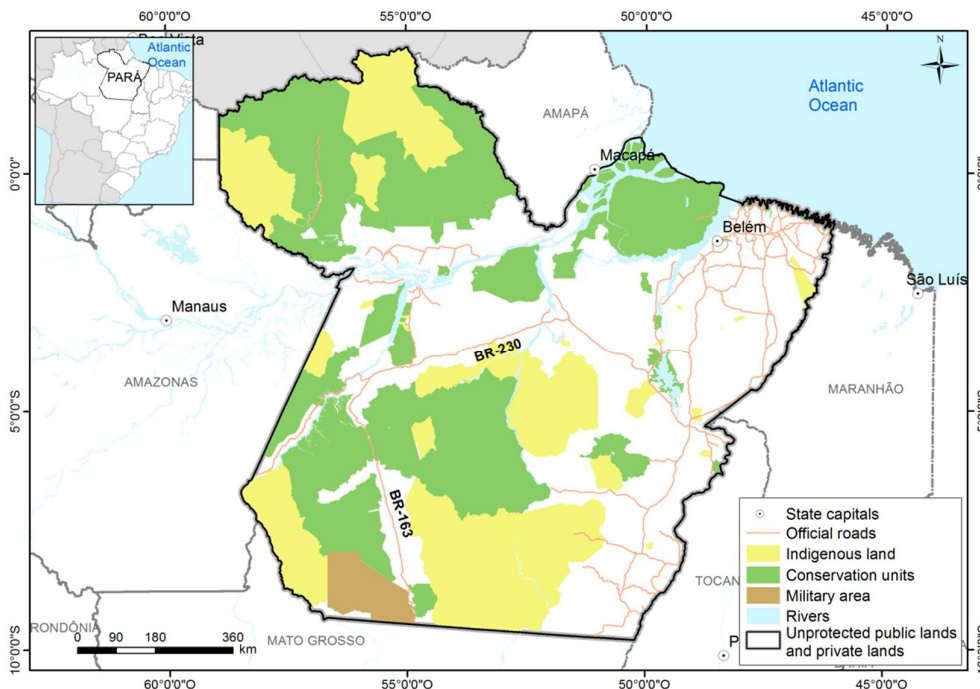 60°0'0"O
55°0'0"O
50°0'0"O
45°0'0"O
Atlantic
Ocean
PARÁ
N
Atlantic
Ocean
AMAPÁ
Macapá
0°0'0"
Belém
São Luís
Manaus
BR-230
AMAZONAS
MARANHÃO
5°0'0"S
BR-163
State capitals
Official roads
Indigenous land
Conservation units
Military area
Rivers
Unprotected public lands
and private lands
TOCAN
RONDÔNIA
MATO GROSSO
P
0 90 180 360
km
10°0'0"S
60°0'0"O
55°0'0"O
50°0'0"O
45°0'0"O